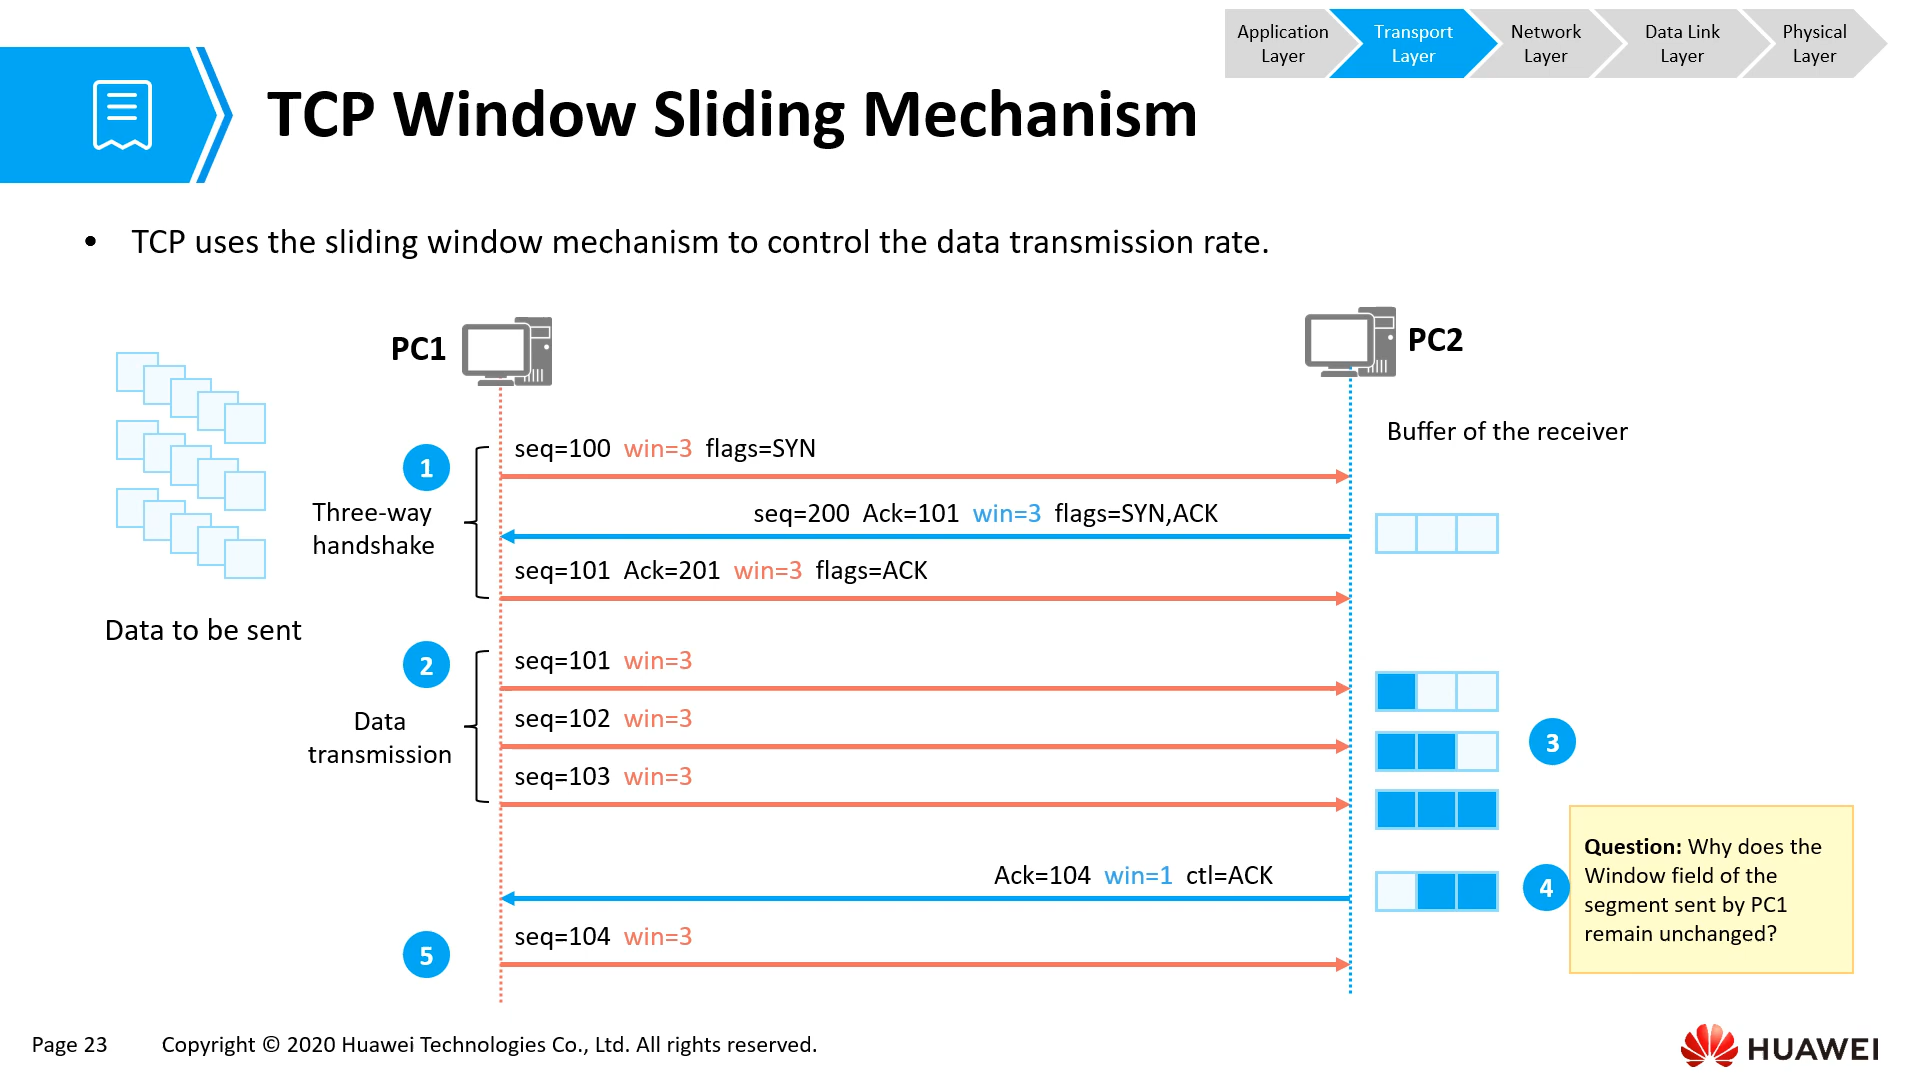 Application
Layer
Transport
Layer
Network
Layer
Data Link
Layer
Physical
Layer
TCP Window Sliding Mechanism
• TCP uses the sliding window mechanism to control the data transmission rate.
PC1
PC2
Buffer of the receiver
1
seq=100 win=3 flags=SYN
Three-way
handshake
seq=200 Ack=101 win=3 flags=SYN,ACK
seq=101 Ack=201 win=3 flags=ACK
Data to be sent
2
seq=101 win=3
Data
transmission
seq=102 win=3
3
seq=103 win=3
Ack=104 win=1 ctl=ACK
4
Question: Why does the
Window field of the
segment sent by PC1
remain unchanged?
5
seq=104 win=3
Page 23
Copyright © 2020 Huawei Technologies Co., Ltd. All rights reserved.
HUAWEI